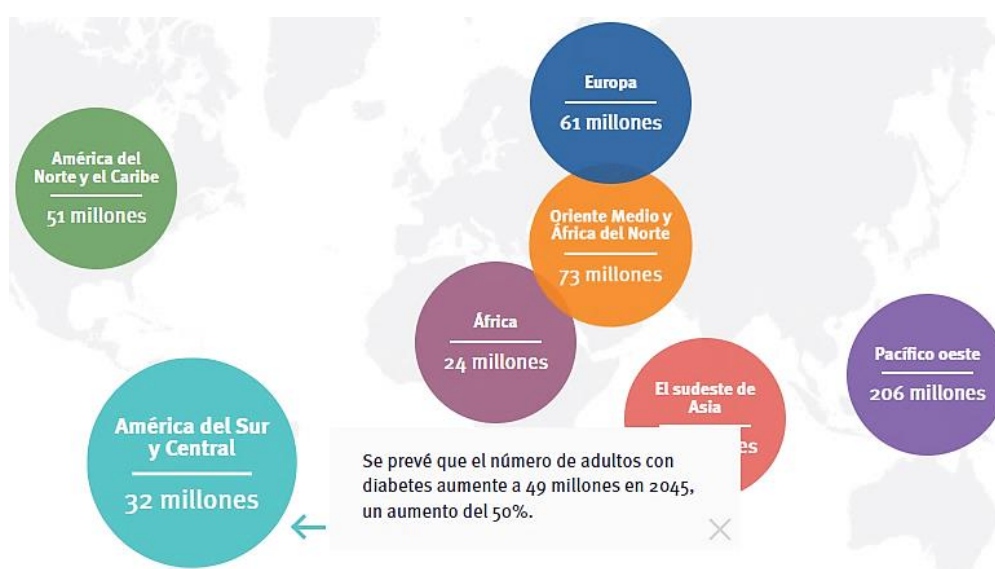 Europa
61 millones
América del
Norte y el Caribe
51 millones
Oriente Medio y
África del Norte
73 millones
África
24 millones
El sudeste de
Asia
Pacífico oeste
206 millones
América del Sur
y Central
32 millones
Se prevé que el número de adultos con
diabetes aumente a 49 millones en 2045,
un aumento del 50%.